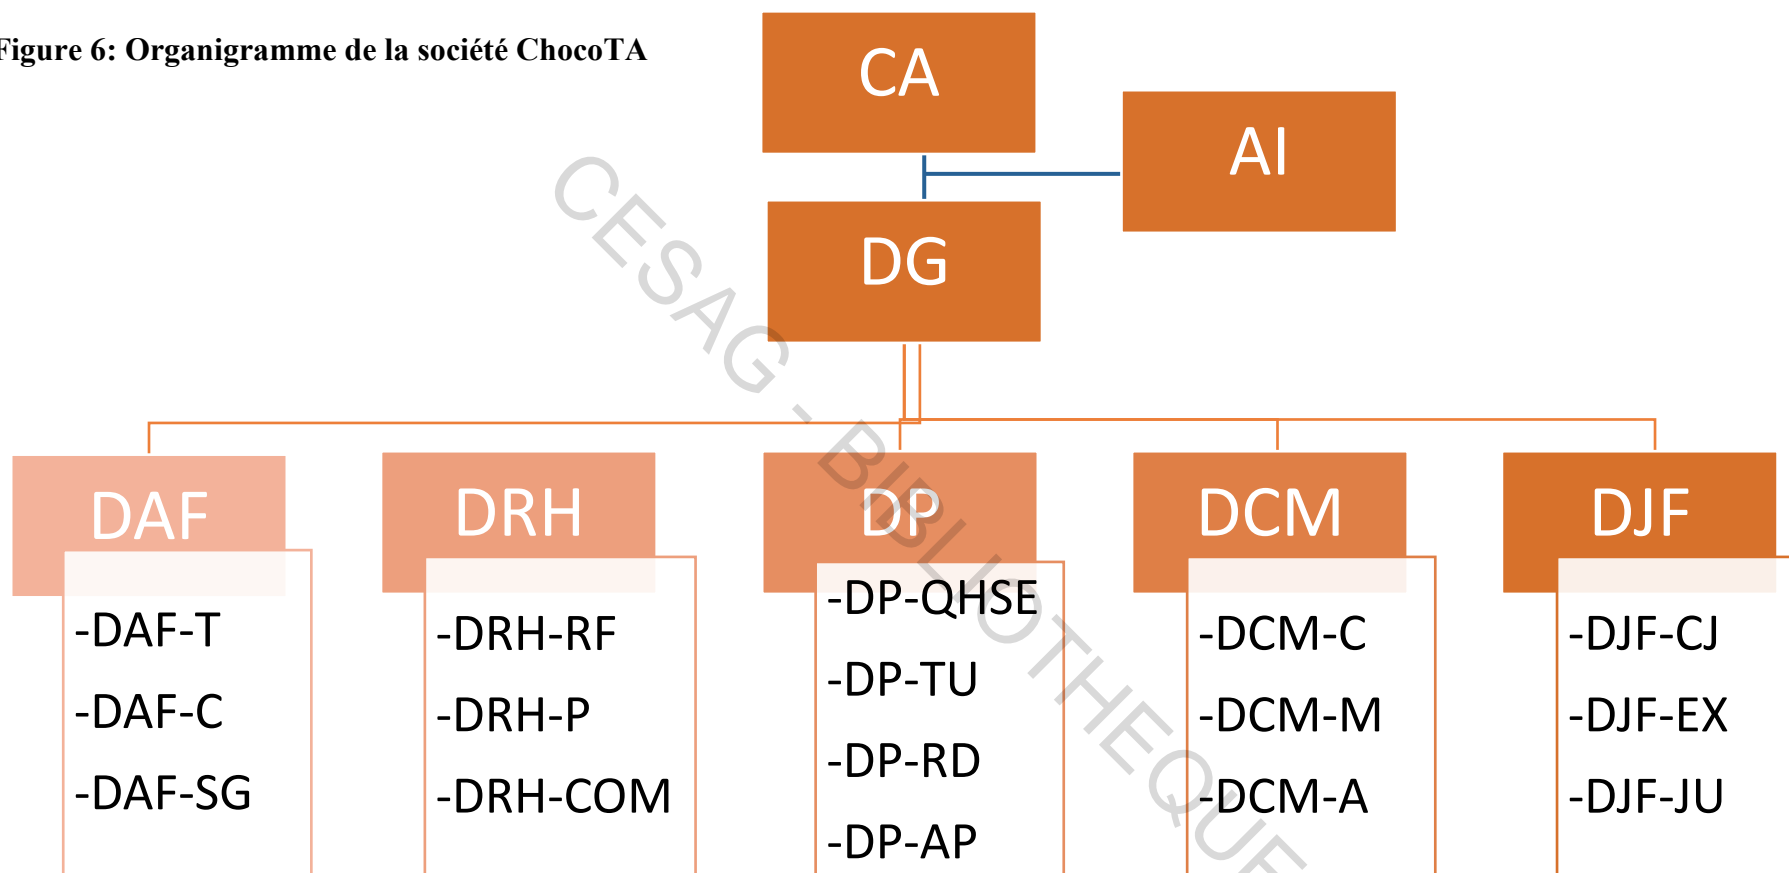 Figure 6: Organigramme de la société ChocoTA
CA
AI
DG
DAF
DRH
DP
DCM
DJF
-DAF-T
-DAF-C
-DAF-SG
-DRH-RF
-DRH-P
-DRH-COM
-DP-QHSE
-DP-TU
-DP-RD
-DP-AP
-DCM-C
-DCM-M
-DCM-A
-DJF-CJ
-DJF-EX
-DJF-JU
CESAG - BIBLIOTHEQUE